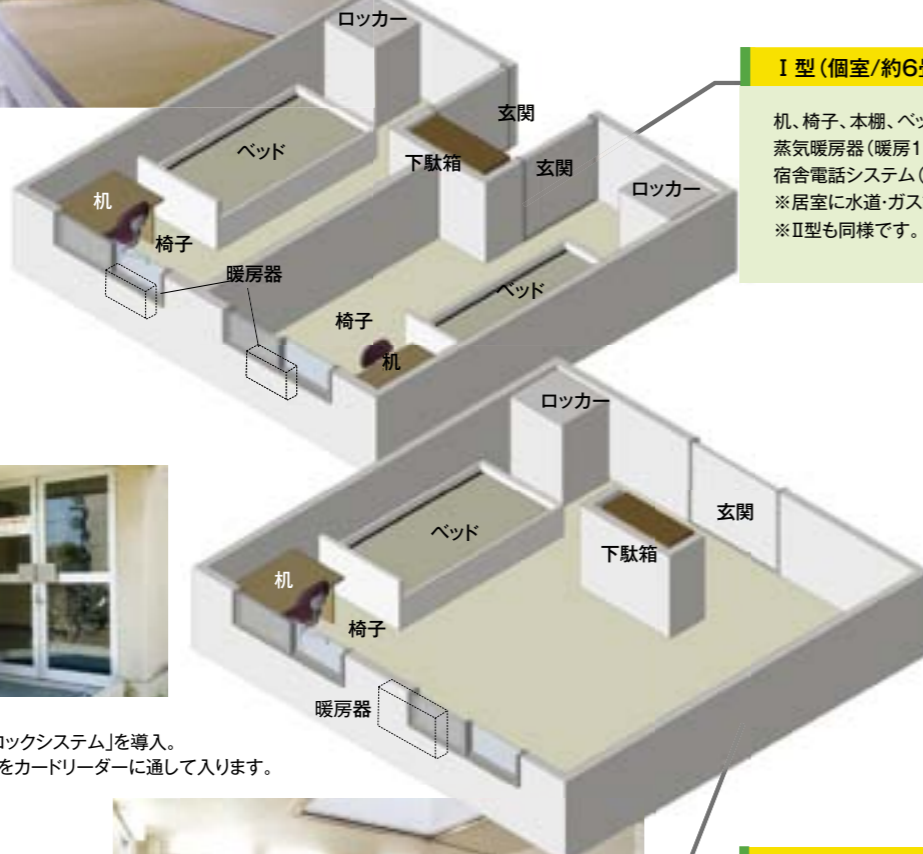 ロッカー
玄関
ベッド
下駄箱
玄関
机
ロッカー
椅子
暖房器
ベッド
椅子
机
Ⅰ型(個室/約6
机、椅子、本棚、ベッ
蒸気暖房器(暖房1
宿舎電話システム(
※居室に水道・ガス
※Ⅱ型も同様です。
ロッカー
玄関
ベッド
下駄箱
机
椅子
暖房器
ロックシステム」を導入。
をカードリーダーに通して入ります。